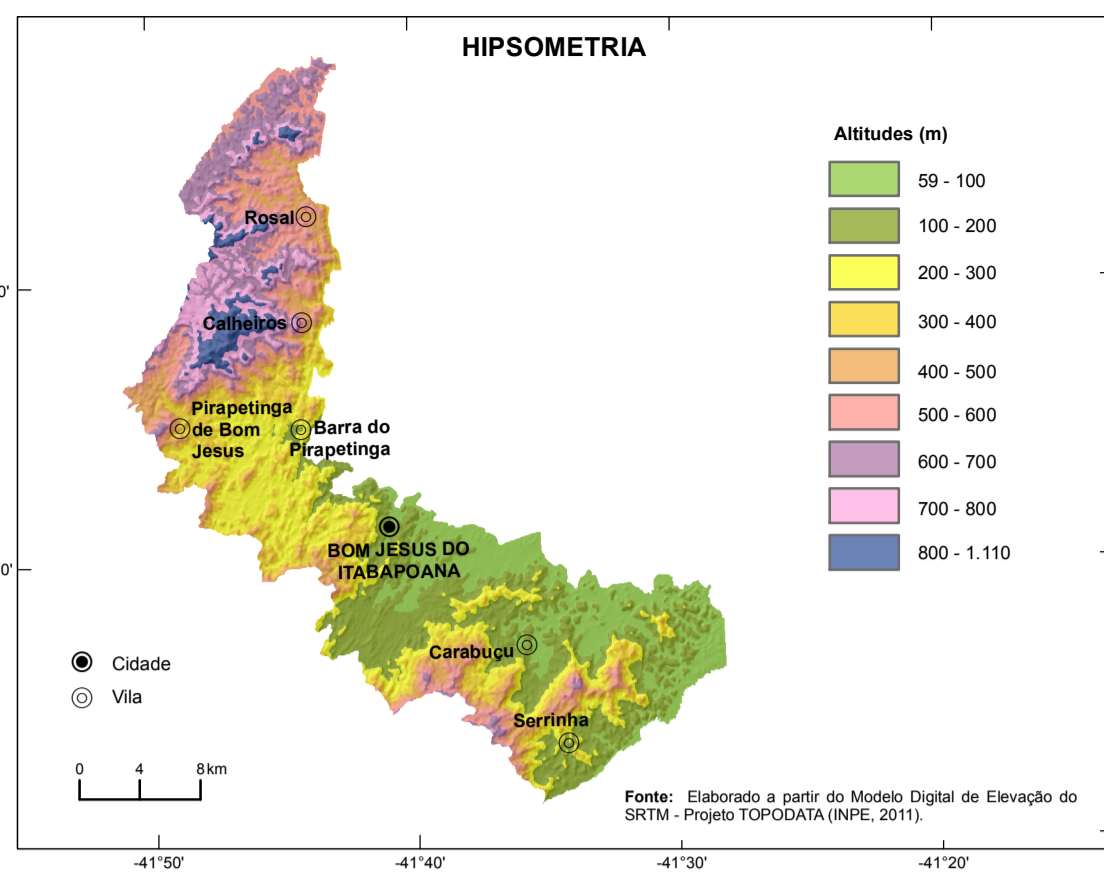 HIPSOMETRIA
Altitudes (m)
59 - 100
100 - 200
200 - 300
300 - 400
400 - 500
500 - 600
600 - 700
700 - 800
800 - 1.110
Rosal
Calheiros
Pirapetinga
de Bom
Jesus
Barra do
Pirapetinga
BOM JESUS DO
ITABAPOANA
Carabuçu
Serrinha
0'
0'
Cidade
Vila
0 4 8 km
Fonte: Elaborado a partir do Modelo Digital de Elevação do
SRTM - Projeto TOPODATA (INPE, 2011).
-41°50' -41°40' -41°30' -41°20'